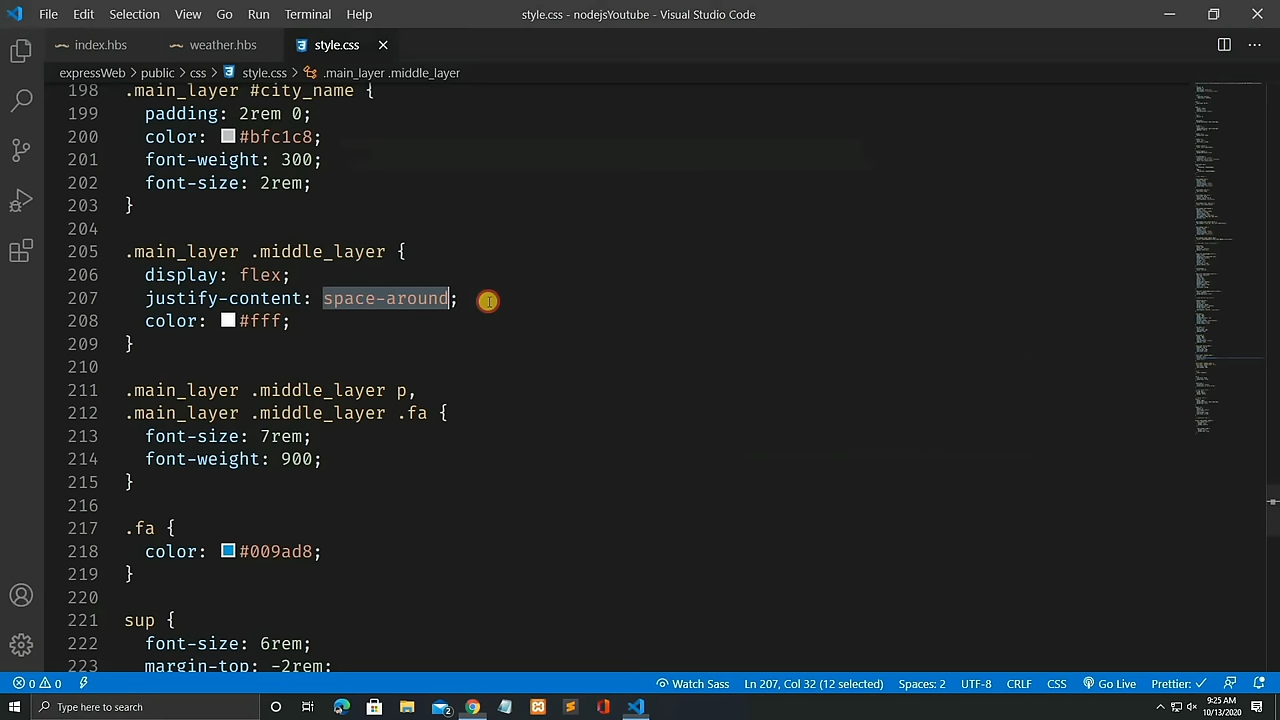 File Edit Selection View Go Run Terminal Help style.css - nodejsYoutube - Visual Studio Code
index.hbs weather.hbs style.css
expressWeb > public > css > style.css > .main_layer .middle_layer
198 .main_layer #city_name {
199 padding: 2rem 0;
200 color: #bfc1c8;
201 font-weight: 300;
202 font-size: 2rem;
203 }
204
205 .main_layer .middle_layer {
206 display: flex;
207 justify-content: space-around;
208 color: #fff;
209 }
210
211 .main_layer .middle_layer p,
212 .main_layer .middle_layer .fa {
213 font-size: 7rem;
214 font-weight: 900;
215 }
216
217 .fa {
218 color: #009ad8;
219 }
220
221 sup {
222 font-size: 6rem;
223 margin-top: -2rem;
0 0 Watch Sass Ln 207, Col 32 (12 selected) Spaces: 2 UTF-8 CRLF CSS Go Live Prettier: ✓
Type here to search 2 9:25 AM
10/13/2020